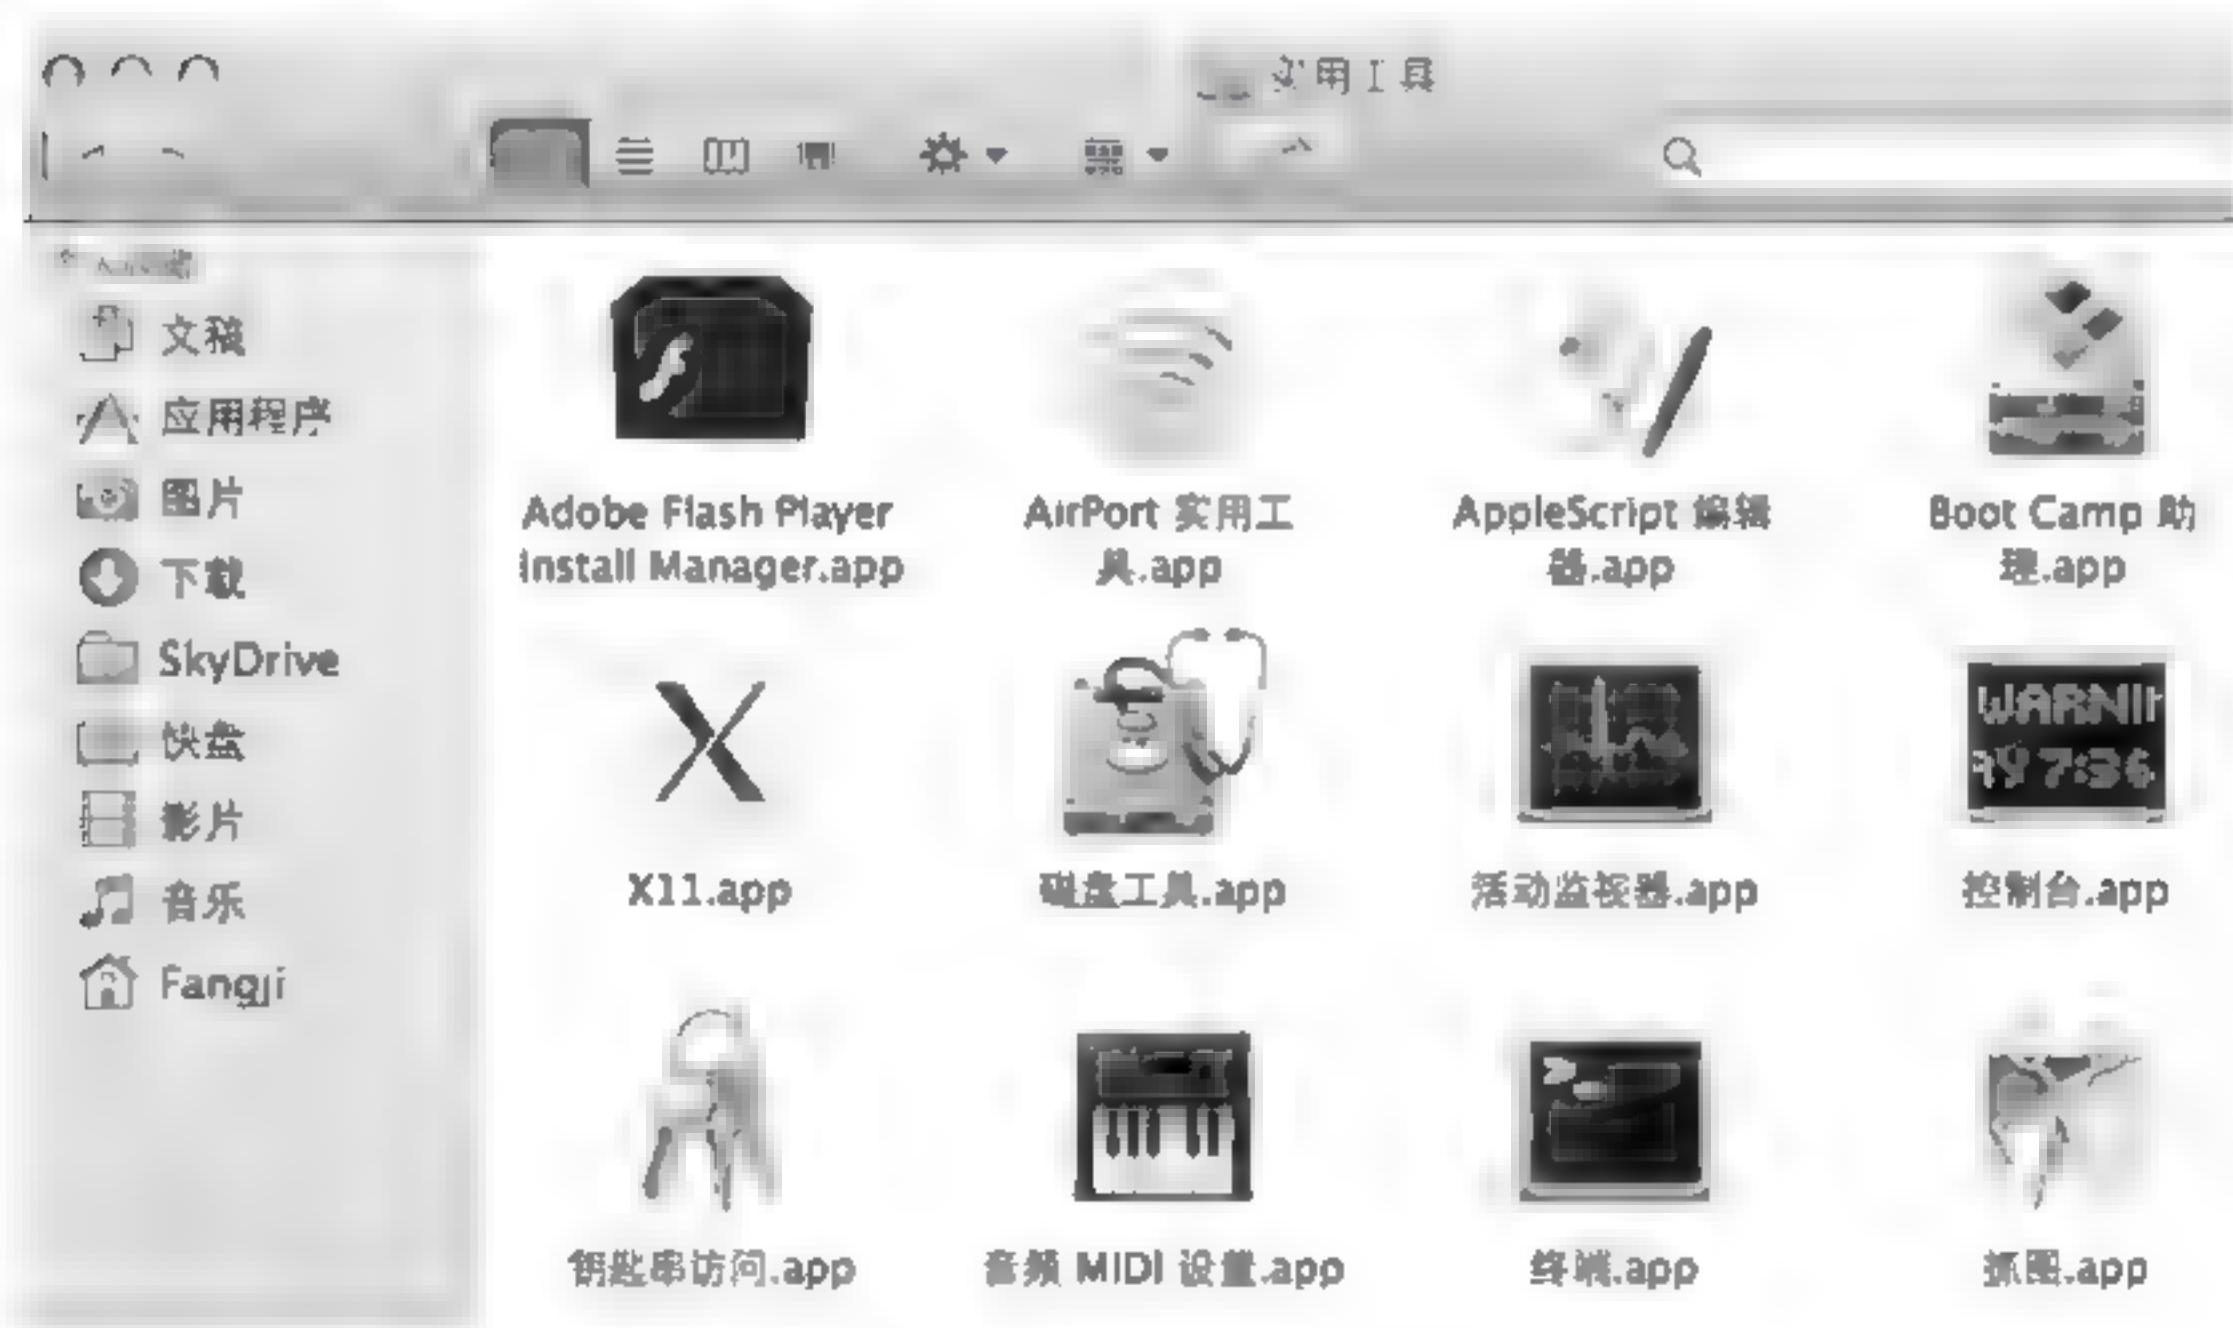 实用工具
文稿
应用程序
图片
下载
SkyDrive
快盘
影片
音乐
Fangji
Adobe Flash Player
Install Manager.app
AirPort 实用工
具.app
AppleScript 编辑
器.app
Boot Camp 助
理.app
X11.app
磁盘工具.app
活动监视器.app
WARNIN
7:36
控制台.app
钥匙串访问.app
音频 MIDI 设置.app
终端.app
抓图.app